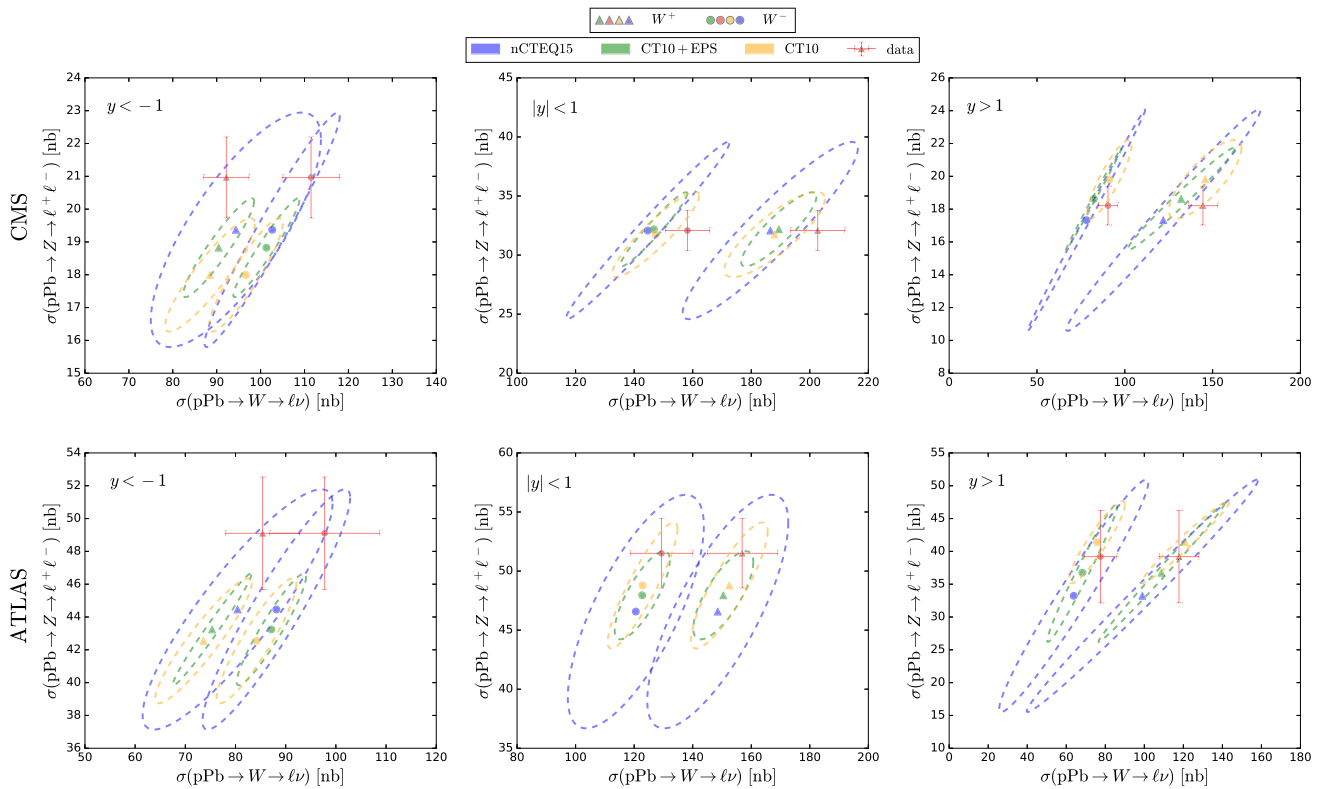 W⁺ W⁻
nCTEQ15 CT10+EPS CT10 data
CMS
y < −1
σ(pPb → Z → ℓ⁺ℓ⁻) [nb]
24
23
22
21
20
19
18
17
16
15
60 70 80 90 100 110 120 130 140
σ(pPb → W → ℓν) [nb]
|y| < 1
σ(pPb → Z → ℓ⁺ℓ⁻) [nb]
45
40
35
30
25
20
100 120 140 160 180 200 220
σ(pPb → W → ℓν) [nb]
y > 1
σ(pPb → Z → ℓ⁺ℓ⁻) [nb]
26
24
22
20
18
16
14
12
10
8
0 50 100 150 200
σ(pPb → W → ℓν) [nb]
ATLAS
y < −1
σ(pPb → Z → ℓ⁺ℓ⁻) [nb]
54
52
50
48
46
44
42
40
38
36
50 60 70 80 90 100 110 120
σ(pPb → W → ℓν) [nb]
|y| < 1
σ(pPb → Z → ℓ⁺ℓ⁻) [nb]
60
55
50
45
40
35
80 100 120 140 160 180 200
σ(pPb → W → ℓν) [nb]
y > 1
σ(pPb → Z → ℓ⁺ℓ⁻) [nb]
55
50
45
40
35
30
25
20
15
10
0 20 40 60 80 100 120 140 160 180
σ(pPb → W → ℓν) [nb]